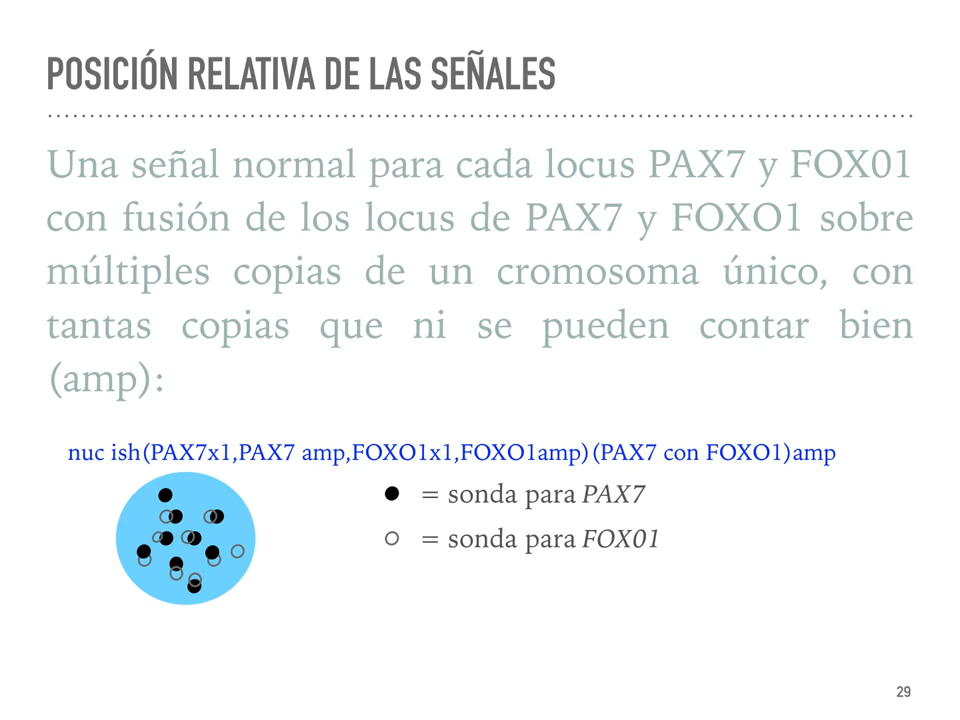 POSICIÓN RELATIVA DE LAS SEÑALES
Una señal normal para cada locus PAX7 y FOX01
con fusión de los locus de PAX7 y FOXO1 sobre
múltiples copias de un cromosoma único, con
tantas copias que ni se pueden contar bien
(amp):
nuc ish(PAX7x1,PAX7 amp,FOXO1x1,FOXO1amp)(PAX7 con FOXO1)amp
= sonda para PAX7
= sonda para FOX01
29